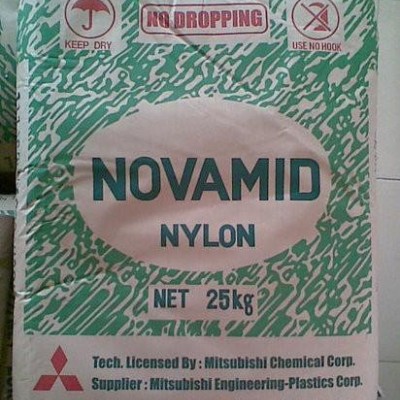 NO DROPPING
KEEP DRY
USE NO HOOK
NOVAMID
NYLON
NET 25kg
Tech. Licensed By : Mitsubishi Chemical Corp.
Supplier : Mitsubishi Engineering-Plastics Corp.